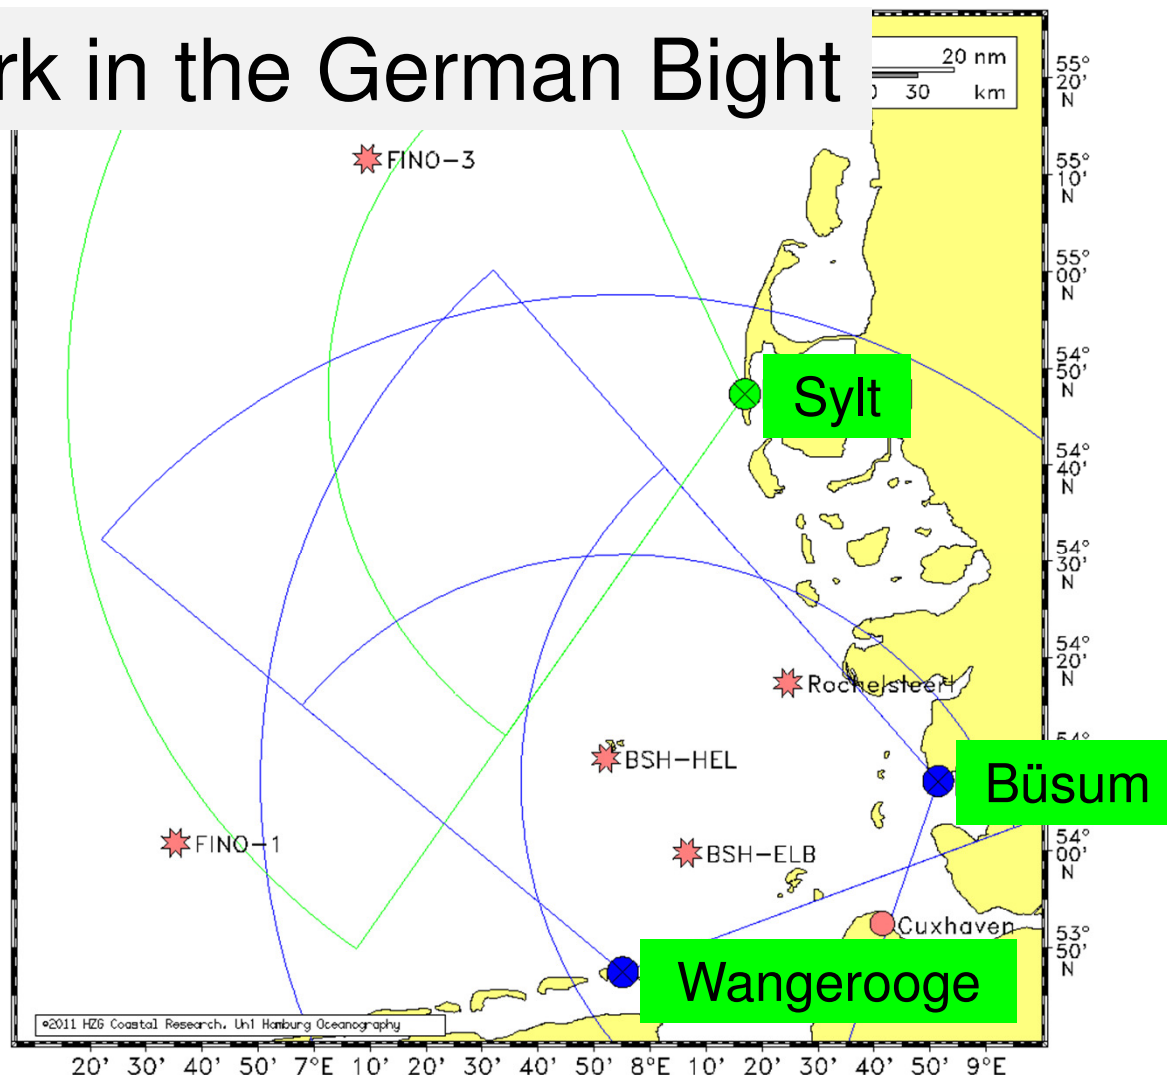 rk in the German Bight
20 nm
30 km
FINO-3
Sylt
Rochelsteert
BSH-HEL
Büsum
FINO-1
BSH-ELB
Cuxhaven
Wangerooge
©2011 HZG Coastal Research, Uni Hamburg Oceanography
55° 20' N
55° 10' N
55° 00' N
54° 50' N
54° 40' N
54° 30' N
54° 20' N
54°
54° 00' N
53° 50' N
20' 30' 40' 50' 7°E 10' 20' 30' 40' 50' 8°E 10' 20' 30' 40' 50' 9°E